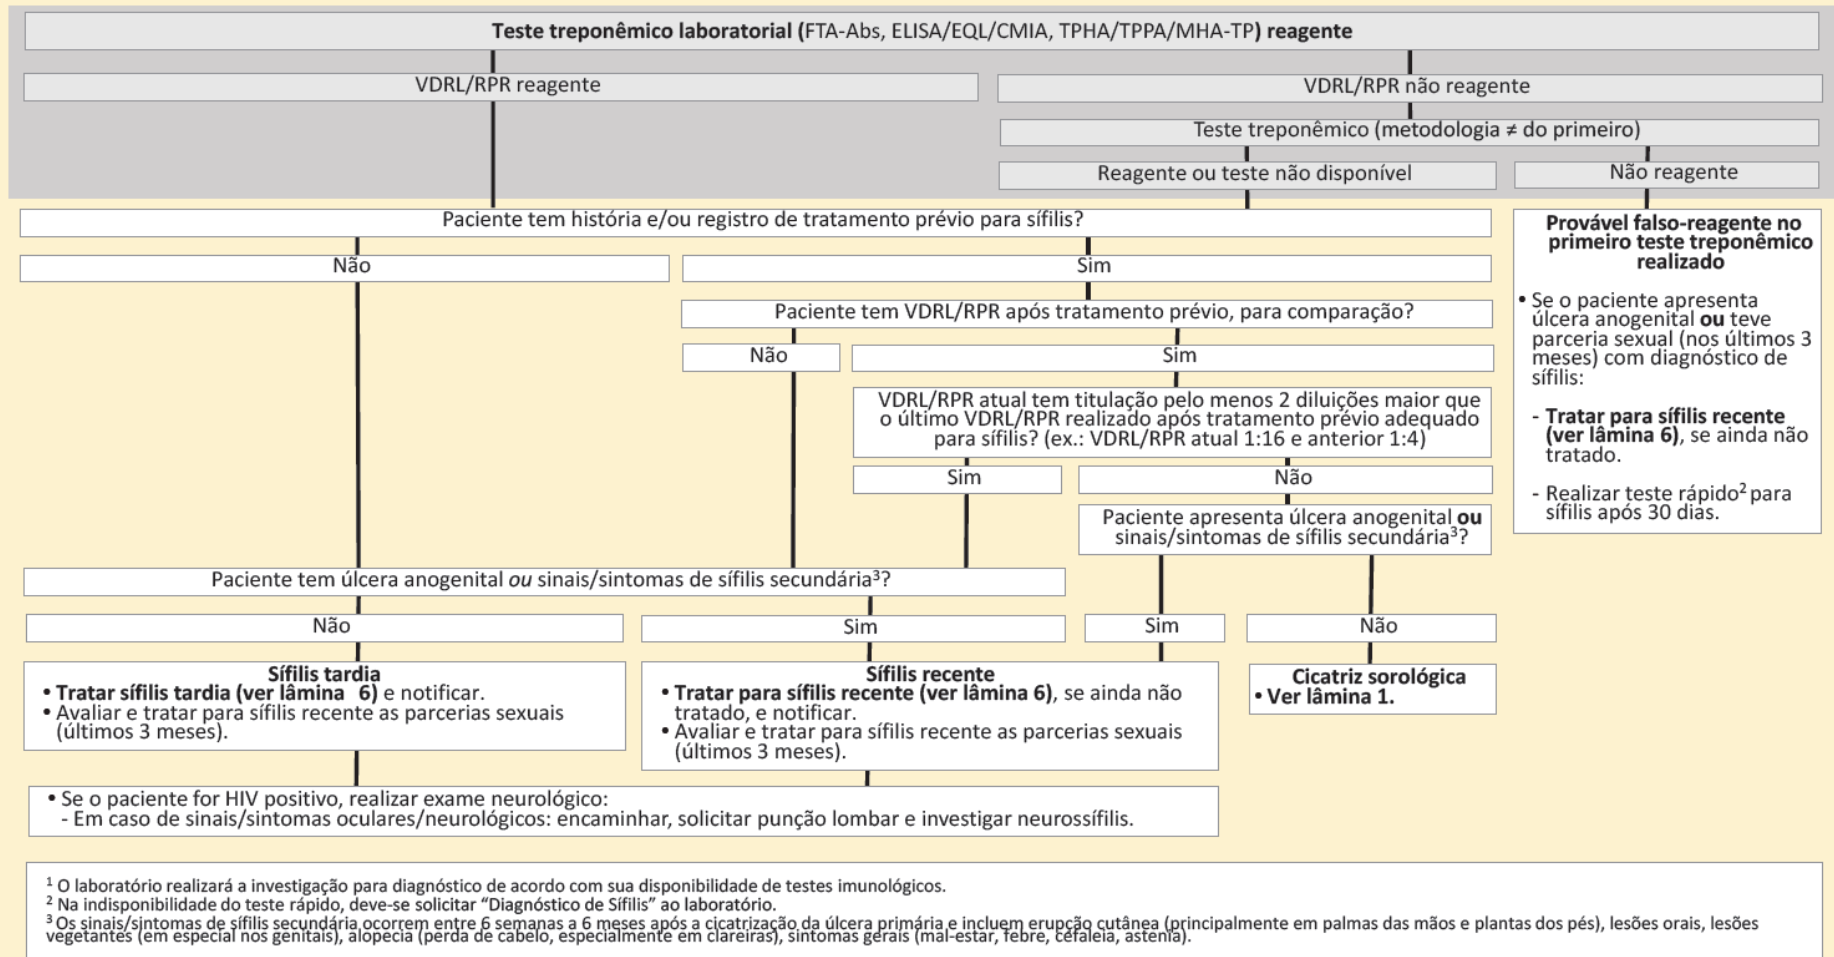 Teste treponêmico laboratorial (FTA-Abs, ELISA/EQL/CMIA, TPHA/TPPA/MHA-TP) reagente
VDRL/RPR reagente
VDRL/RPR não reagente
Teste treponêmico (metodologia ≠ do primeiro)
Reagente ou teste não disponível
Não reagente
Paciente tem história e/ou registro de tratamento prévio para sífilis?
Não
Sim
Paciente tem VDRL/RPR após tratamento prévio, para comparação?
Não
Sim
VDRL/RPR atual tem titulação pelo menos 2 diluições maior que
o último VDRL/RPR realizado após tratamento prévio adequado
para sífilis? (ex.: VDRL/RPR atual 1:16 e anterior 1:4)
Sim
Não
Paciente apresenta úlcera anogenital ou
sinais/sintomas de sífilis secundária³?
Provável falso-reagente no
primeiro teste treponêmico
realizado
• Se o paciente apresenta
úlcera anogenital ou teve
parceria sexual (nos últimos 3
meses) com diagnóstico de
sífilis:
- Tratar para sífilis recente
(ver lâmina 6), se ainda não
tratado.
- Realizar teste rápido² para
sífilis após 30 dias.
Paciente tem úlcera anogenital ou sinais/sintomas de sífilis secundária³?
Não
Sim
Sim
Não
Sífilis tardia
• Tratar sífilis tardia (ver lâmina 6) e notificar.
• Avaliar e tratar para sífilis recente as parcerias sexuais
(últimos 3 meses).
Sífilis recente
• Tratar para sífilis recente (ver lâmina 6), se ainda não
tratado, e notificar.
• Avaliar e tratar para sífilis recente as parcerias sexuais
(últimos 3 meses).
Cicatriz sorológica
• Ver lâmina 1.
• Se o paciente for HIV positivo, realizar exame neurológico:
- Em caso de sinais/sintomas oculares/neurológicos: encaminhar, solicitar punção lombar e investigar neurossífilis.
¹ O laboratório realizará a investigação para diagnóstico de acordo com sua disponibilidade de testes imunológicos.
² Na indisponibilidade do teste rápido, deve-se solicitar “Diagnóstico de Sífilis” ao laboratório.
³ Os sinais/sintomas de sífilis secundária ocorrem entre 6 semanas a 6 meses após a cicatrização da úlcera primária e incluem erupção cutânea (principalmente em palmas das mãos e plantas dos pés), lesões orais, lesões
vegetantes (em especial nos genitais), alopecia (perda de cabelo, especialmente em clareiras), sintomas gerais (mal-estar, febre, cefaleia, astenia).